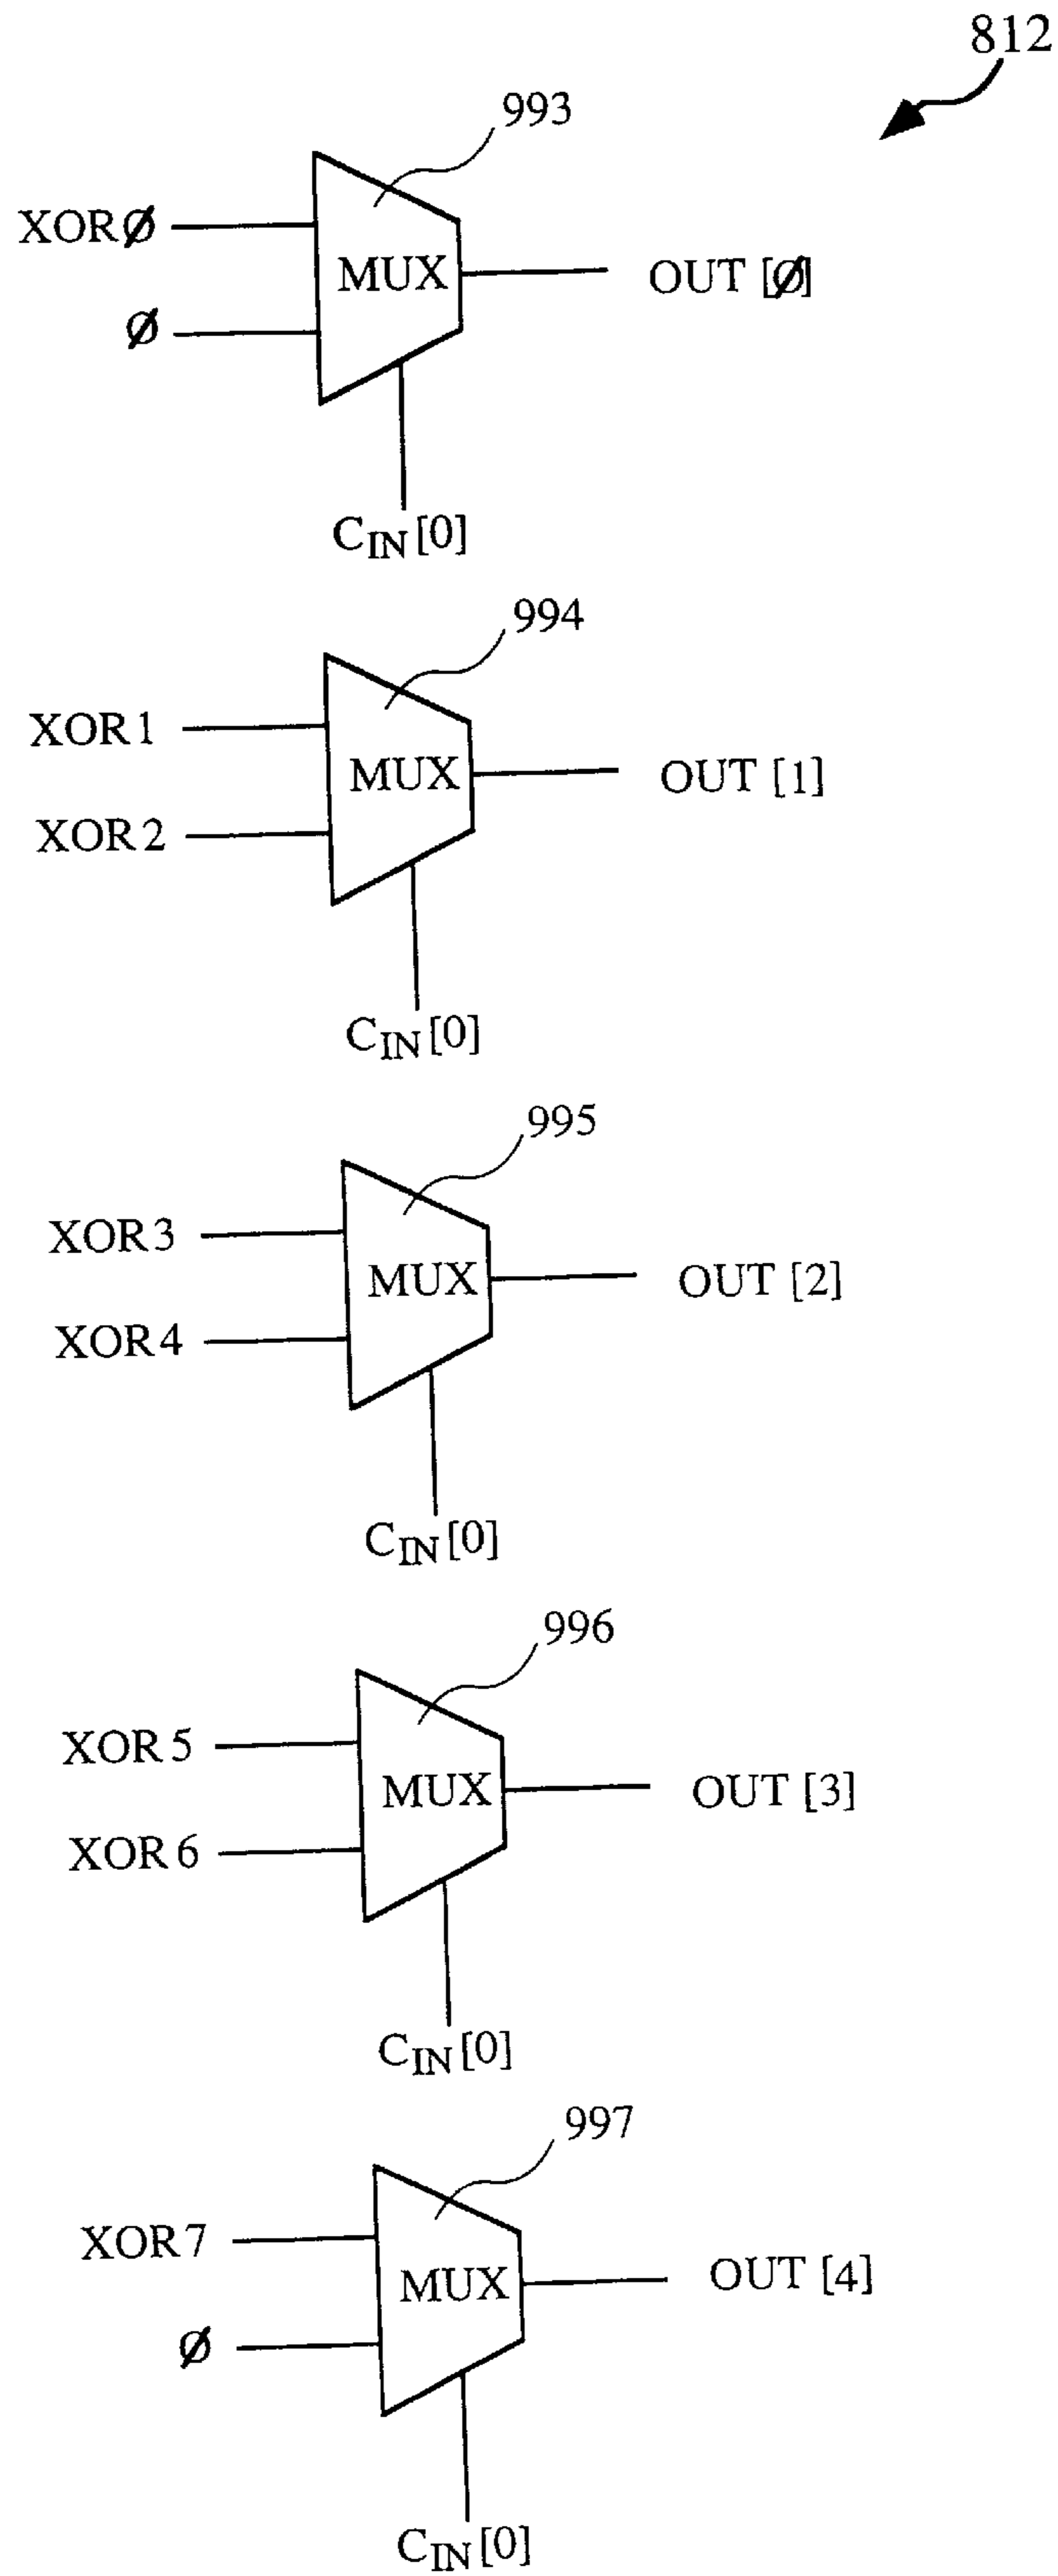 812
993
XORØ
MUX
OUT [Ø]
Ø
CIN[0]
994
XOR1
MUX
OUT [1]
XOR2
CIN[0]
995
XOR3
MUX
OUT [2]
XOR4
CIN[0]
996
XOR5
MUX
OUT [3]
XOR6
CIN[0]
997
XOR7
MUX
OUT [4]
Ø
CIN[0]